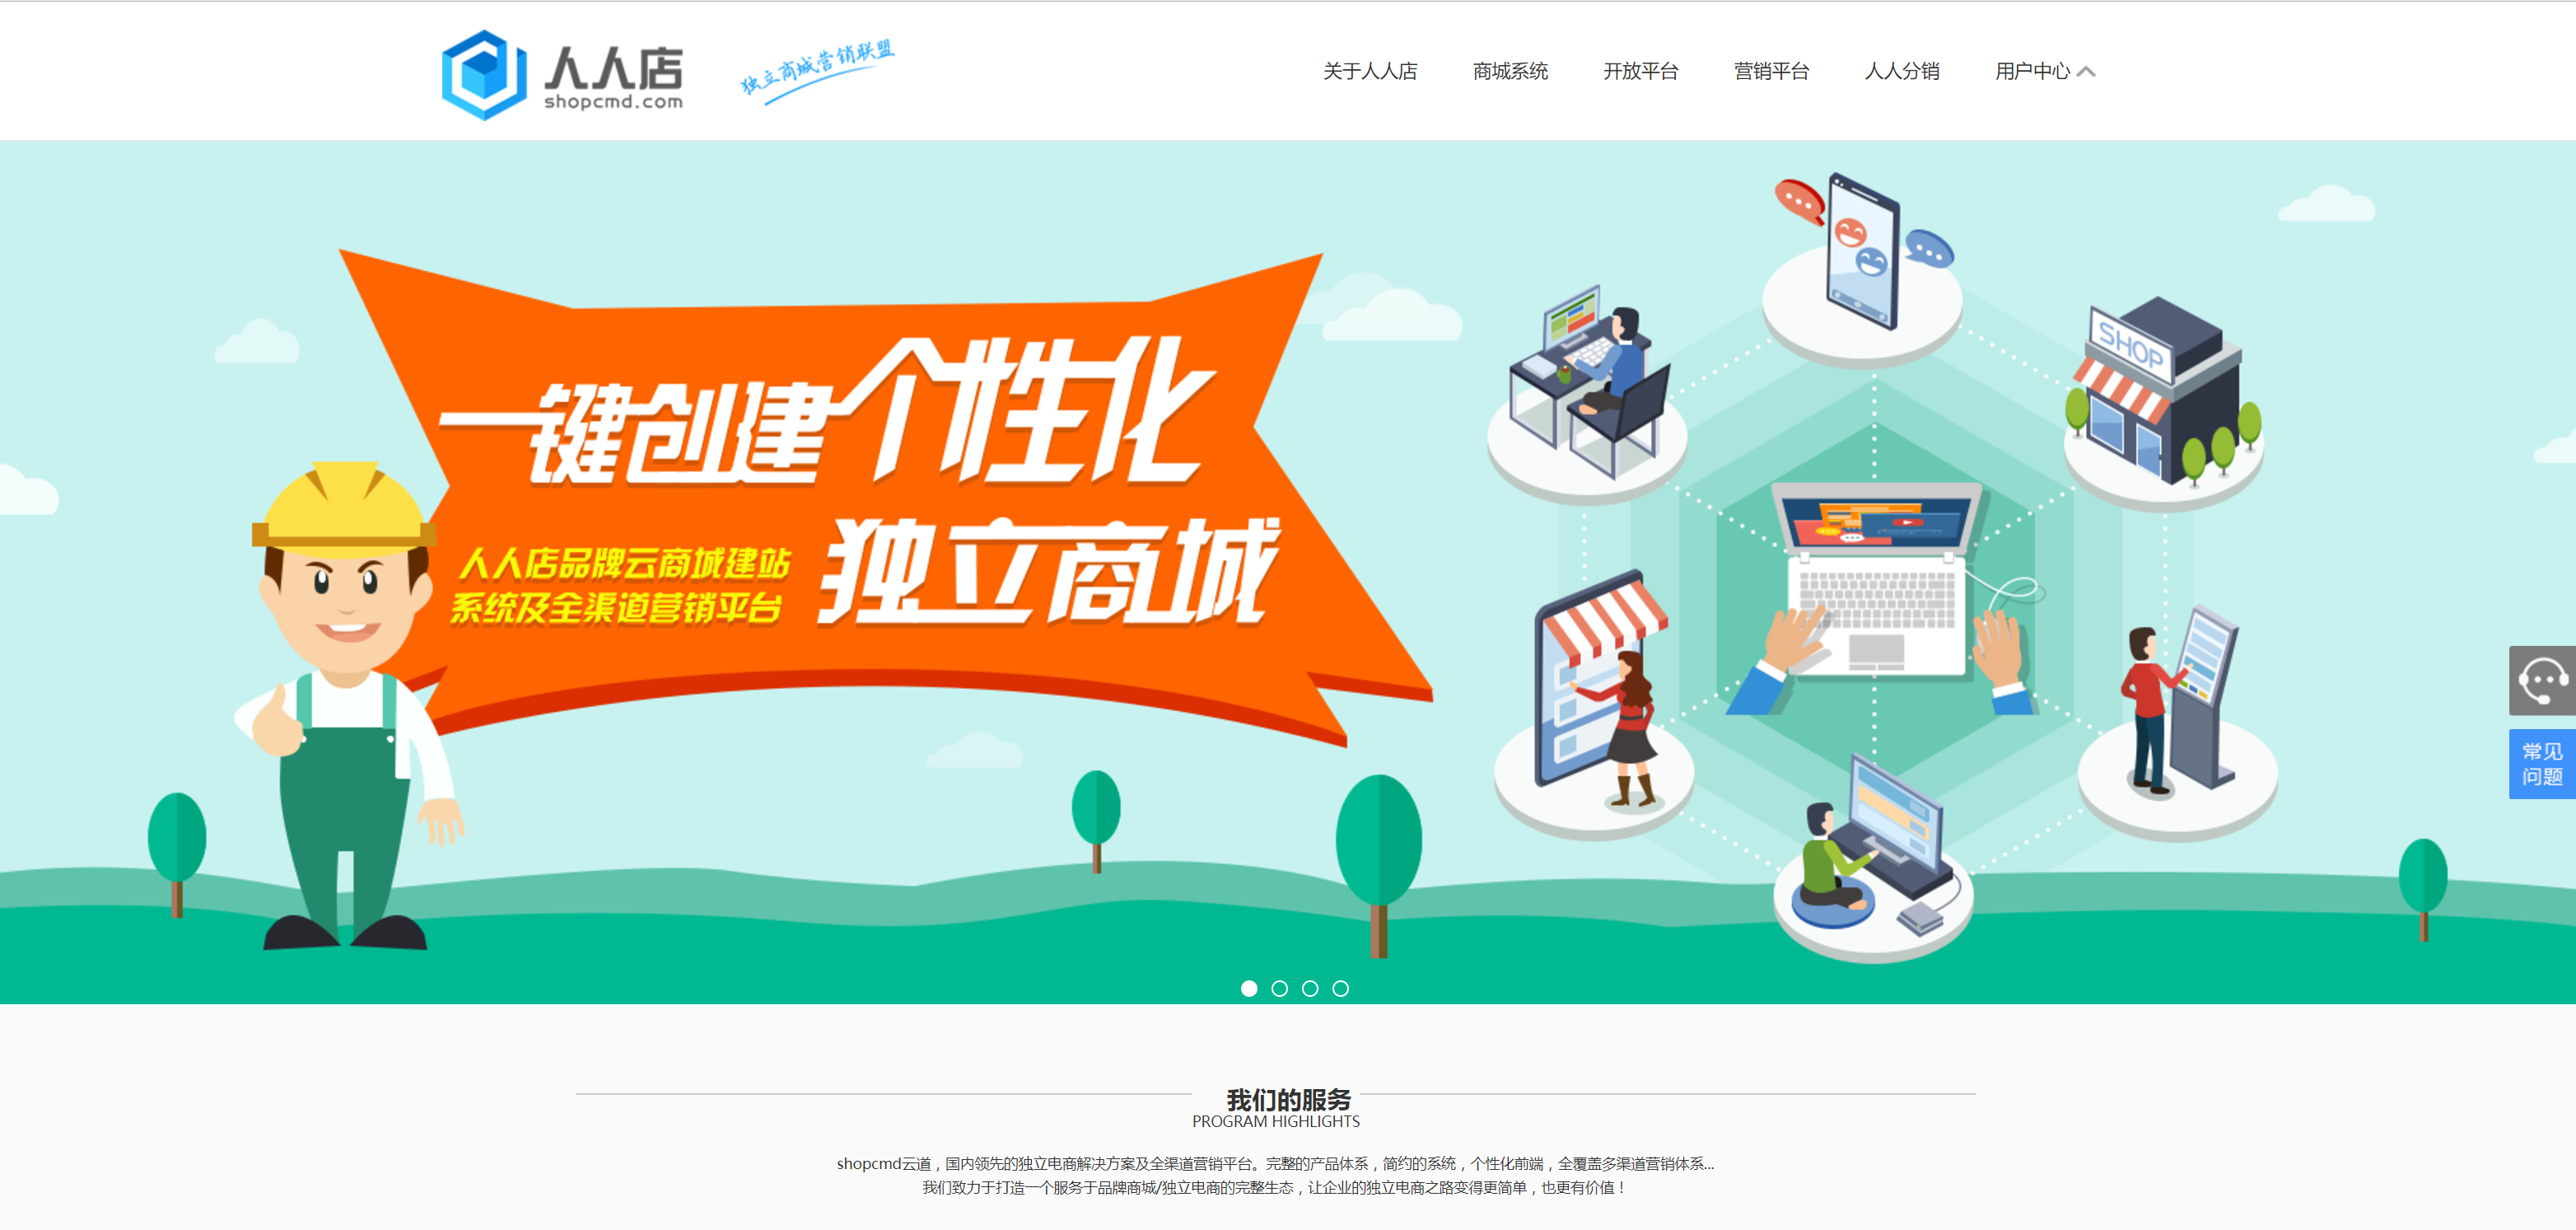 人人店
shopcmd.com
独立商城营销联盟
关于人人店 商城系统 开放平台 营销平台 人人分销 用户中心
一键创建个性化
独立商城
人人店品牌云商城建站
系统及全渠道营销平台
SHOP
常见
问题
我们的服务
PROGRAM HIGHLIGHTS
shopcmd云道，国内领先的独立电商解决方案及全渠道营销平台。完整的产品体系，简约的系统，个性化前端，全覆盖多渠道营销体系...
我们致力于打造一个服务于品牌商城/独立电商的完整生态，让企业的独立电商之路变得更简单，也更有价值！